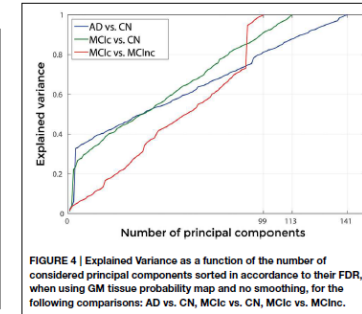 AD vs. CN
MCIc vs. CN
MCIc vs. MCInc
Explained variance
1
0.8
0.6
0.4
0.2
0
0
99
113
141
Number of principal components
FIGURE 4 | Explained Variance as a function of the number of
considered principal components sorted in accordance to their FDR,
when using GM tissue probability map and no smoothing, for the
following comparisons: AD vs. CN, MCIc vs. CN, MCIc vs. MCInc.